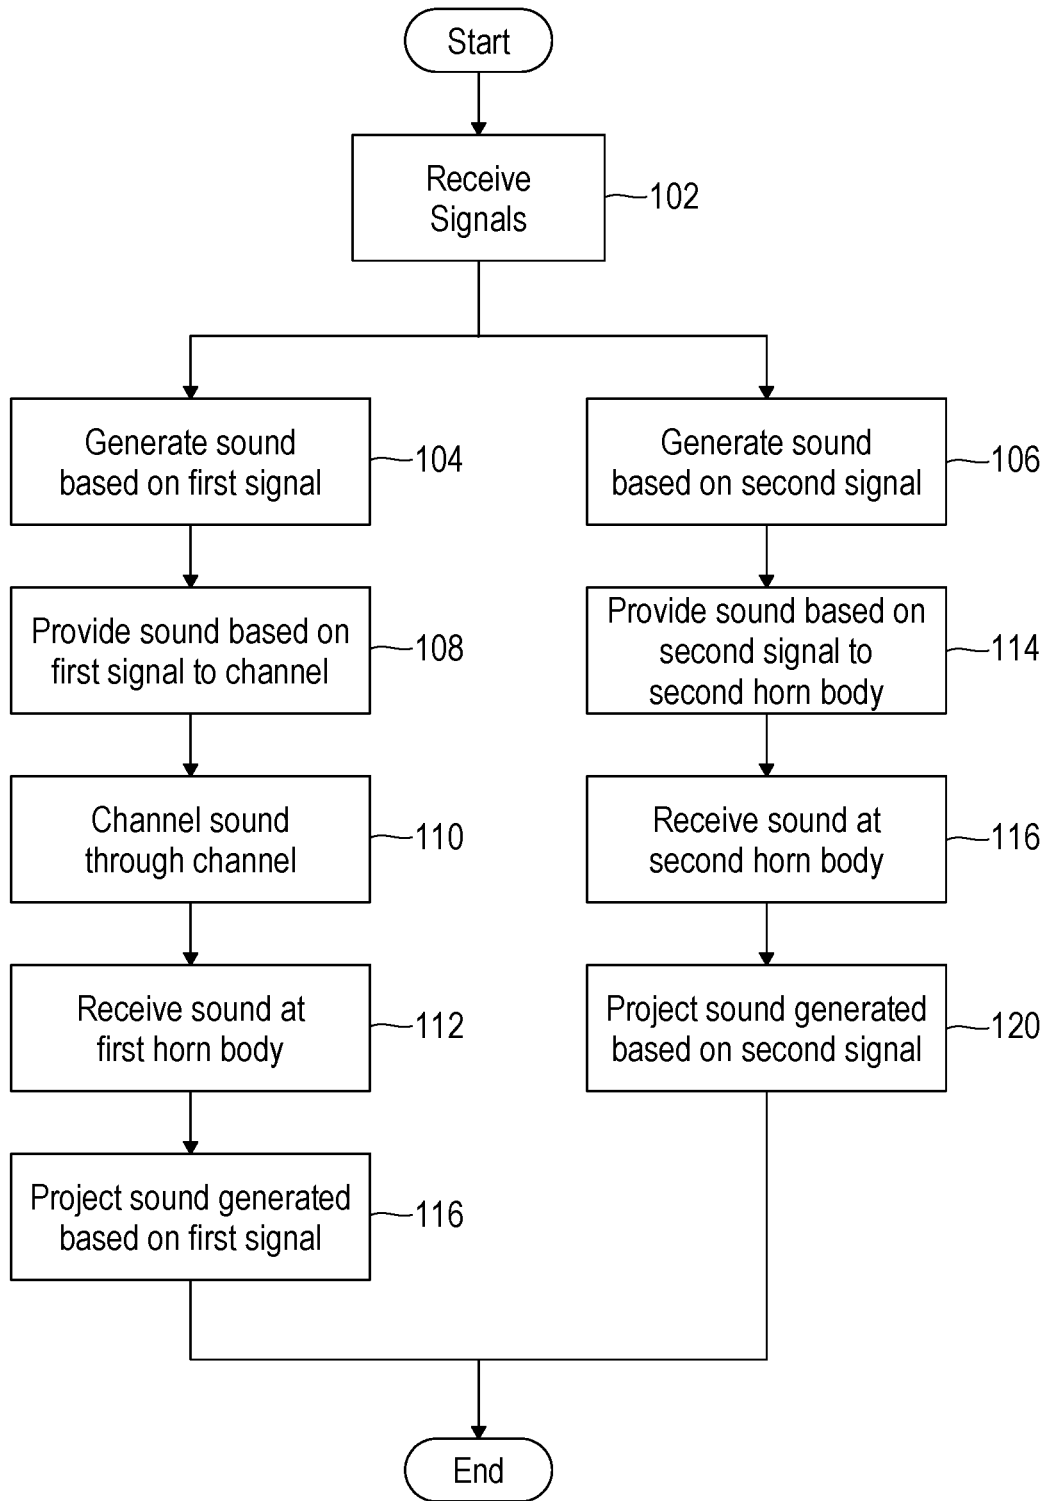 Start
Receive
Signals
102
Generate sound
based on first signal
104
Generate sound
based on second signal
106
Provide sound based on
first signal to channel
108
Provide sound based on
second signal to
second horn body
114
Channel sound
through channel
110
Receive sound at
second horn body
116
Receive sound at
first horn body
112
Project sound generated
based on second signal
120
Project sound generated
based on first signal
116
End